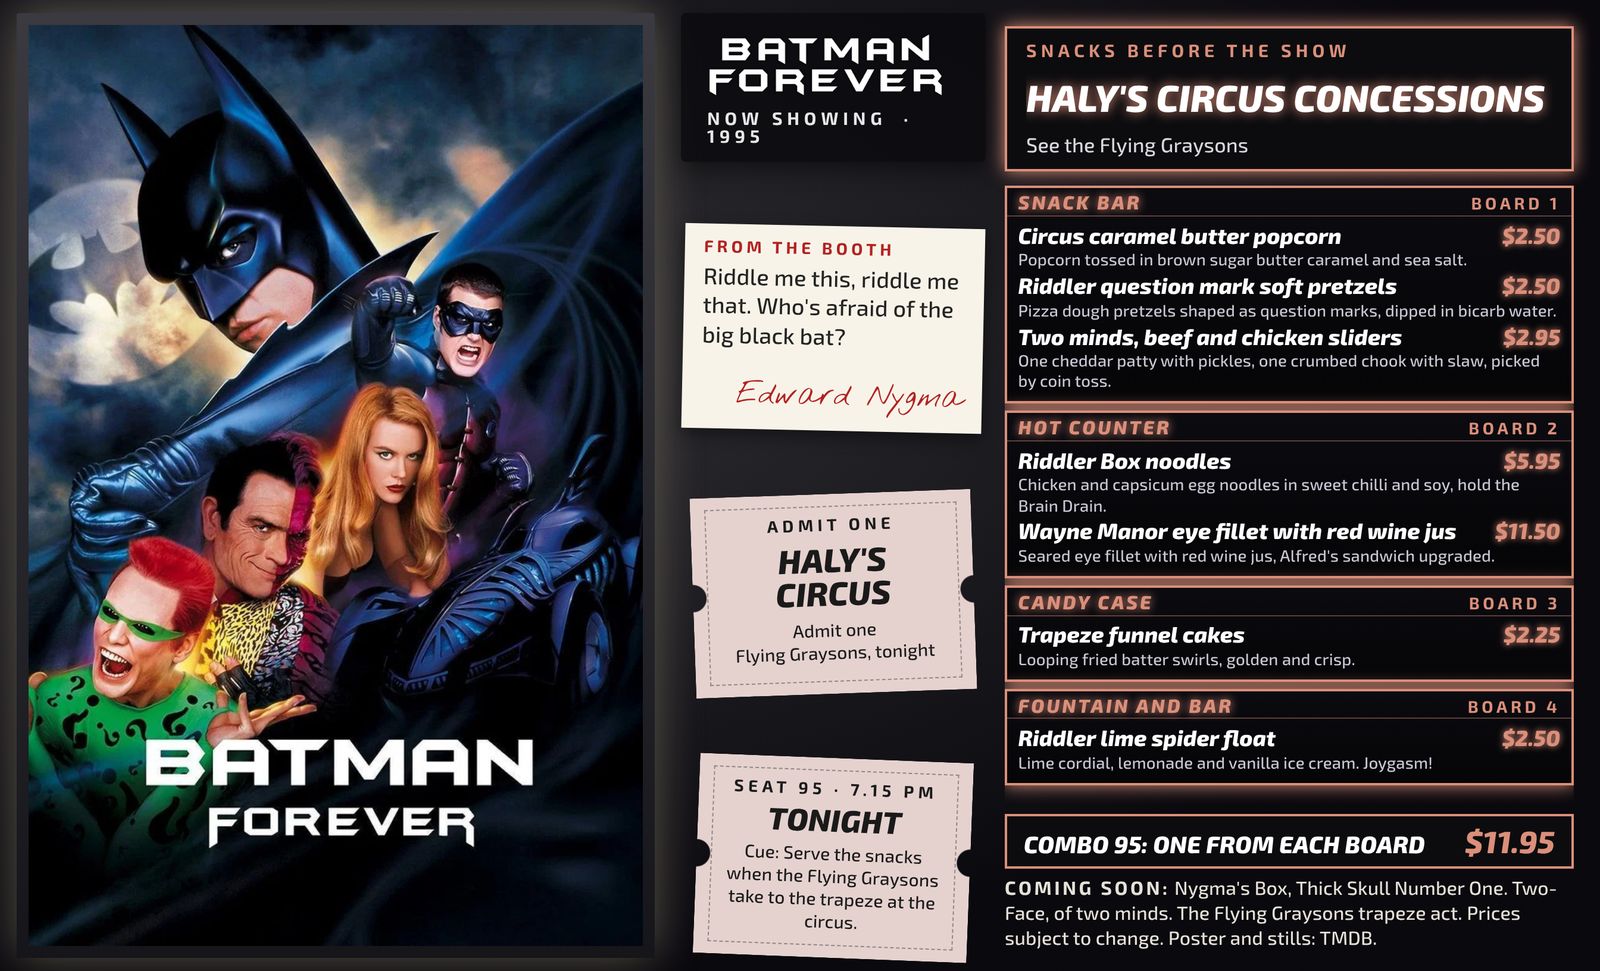 BATMAN
FOREVER
BATMAN
FOREVER
NOW SHOWING ·
1995
FROM THE BOOTH
Riddle me this, riddle me
that. Who's afraid of the
big black bat?
Edward Nygma
ADMIT ONE
HALY'S
CIRCUS
Admit one
Flying Graysons, tonight
SEAT 95 · 7.15 PM
TONIGHT
Cue: Serve the snacks
when the Flying Graysons
take to the trapeze at the
circus.
SNACKS BEFORE THE SHOW
HALY'S CIRCUS CONCESSIONS
See the Flying Graysons
SNACK BAR BOARD 1
Circus caramel butter popcorn $2.50
Popcorn tossed in brown sugar butter caramel and sea salt.
Riddler question mark soft pretzels $2.50
Pizza dough pretzels shaped as question marks, dipped in bicarb water.
Two minds, beef and chicken sliders $2.95
One cheddar patty with pickles, one crumbed chook with slaw, picked
by coin toss.
HOT COUNTER BOARD 2
Riddler Box noodles $5.95
Chicken and capsicum egg noodles in sweet chilli and soy, hold the
Brain Drain.
Wayne Manor eye fillet with red wine jus $11.50
Seared eye fillet with red wine jus, Alfred's sandwich upgraded.
CANDY CASE BOARD 3
Trapeze funnel cakes $2.25
Looping fried batter swirls, golden and crisp.
FOUNTAIN AND BAR BOARD 4
Riddler lime spider float $2.50
Lime cordial, lemonade and vanilla ice cream. Joygasm!
COMBO 95: ONE FROM EACH BOARD $11.95
COMING SOON: Nygma's Box, Thick Skull Number One. Two-
Face, of two minds. The Flying Graysons trapeze act. Prices
subject to change. Poster and stills: TMDB.